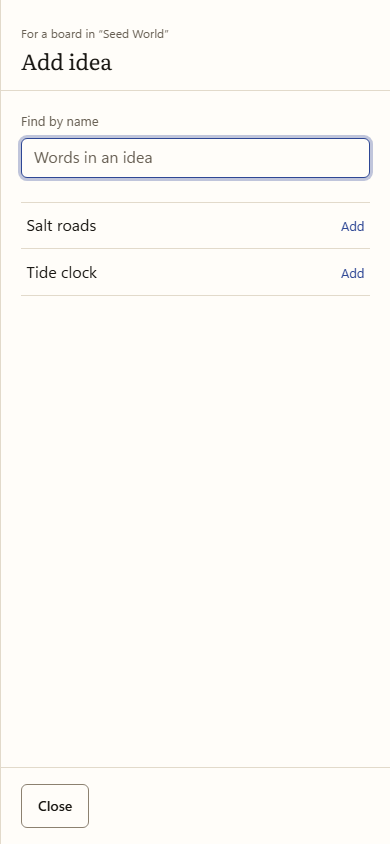 For a board in “Seed World”
Add idea
Find by name
Words in an idea
Salt roads
Add
Tide clock
Add
Close